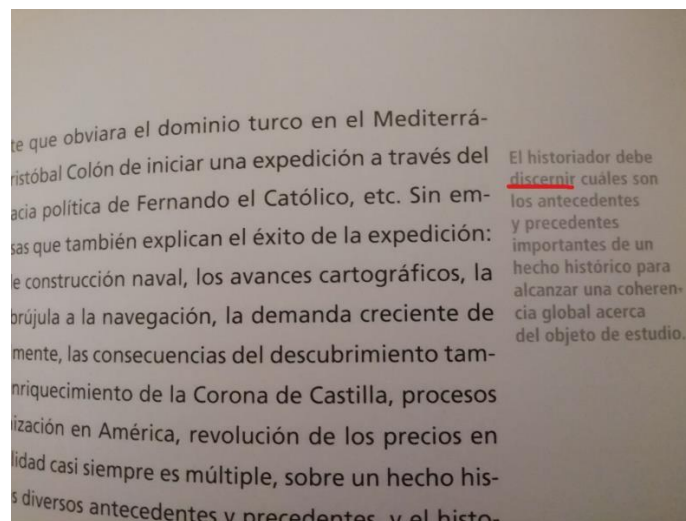 te que obviara el dominio turco en el Mediterrá-
ristóbal Colón de iniciar una expedición a través del
acia política de Fernando el Católico, etc. Sin em-
sas que también explican el éxito de la expedición:
e construcción naval, los avances cartográficos, la
brújula a la navegación, la demanda creciente de
mente, las consecuencias del descubrimiento tam-
nriquecimiento de la Corona de Castilla, procesos
ización en América, revolución de los precios en
lidad casi siempre es múltiple, sobre un hecho his-
s diversos antecedentes y precedentes, y el histo-
El historiador debe
discernir cuáles son
los antecedentes
y precedentes
importantes de un
hecho histórico para
alcanzar una coheren-
cia global acerca
del objeto de estudio.